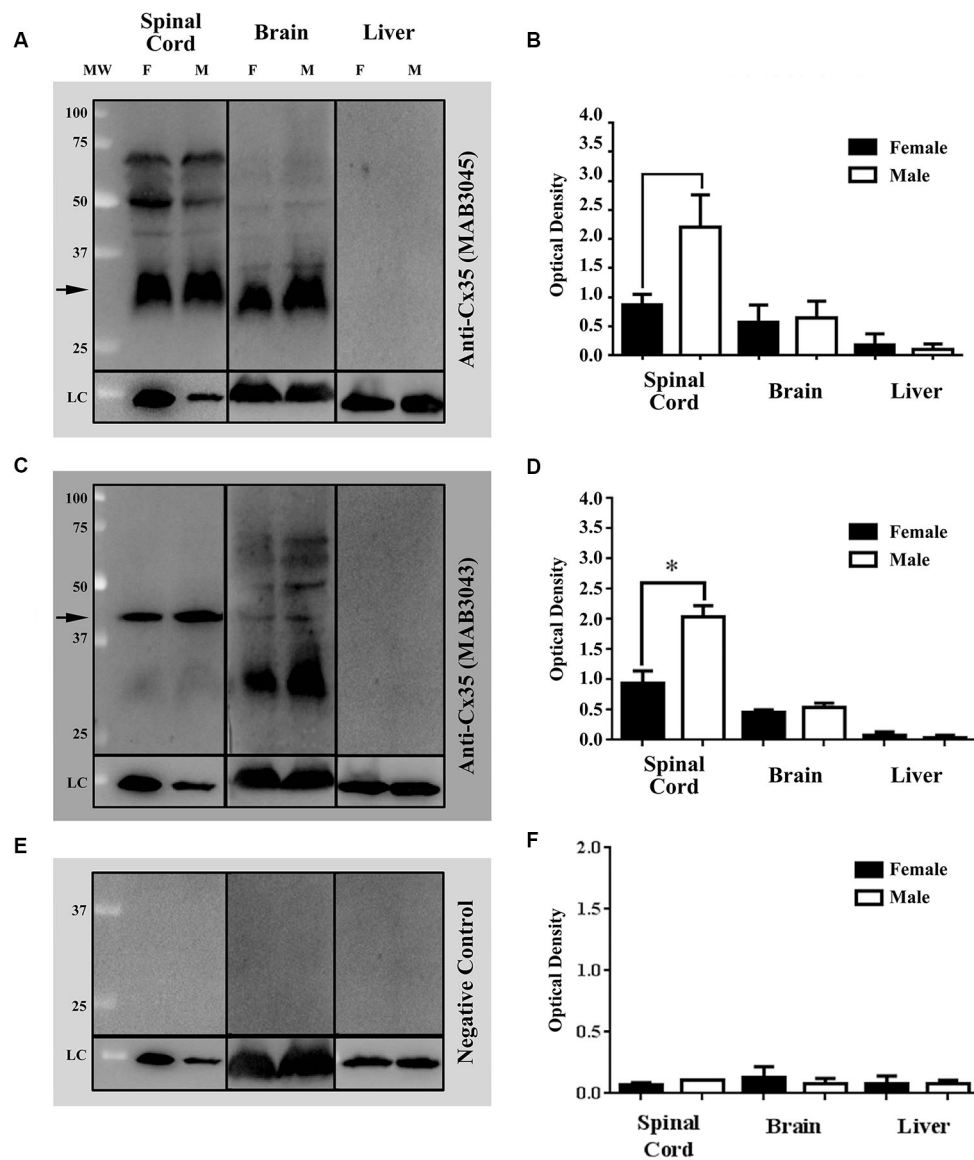 A
Spinal
Cord
Brain
Liver
MW F M F M F M
100
75
50
37
25
LC
Anti-Cx35 (MAB3045)
B
4.0
3.5
3.0
2.5
2.0
1.5
1.0
0.5
0.0
Optical Density
Female
Male
Spinal
Cord
Brain
Liver
C
100
75
50
37
25
LC
Anti-Cx35 (MAB3043)
D
4.0
3.5
3.0
2.5
2.0
1.5
1.0
0.5
0.0
Optical Density
*
Female
Male
Spinal
Cord
Brain
Liver
E
37
25
LC
Negative Control
F
2.0
1.5
1.0
0.5
0.0
Optical Density
Female
Male
Spinal
Cord
Brain
Liver